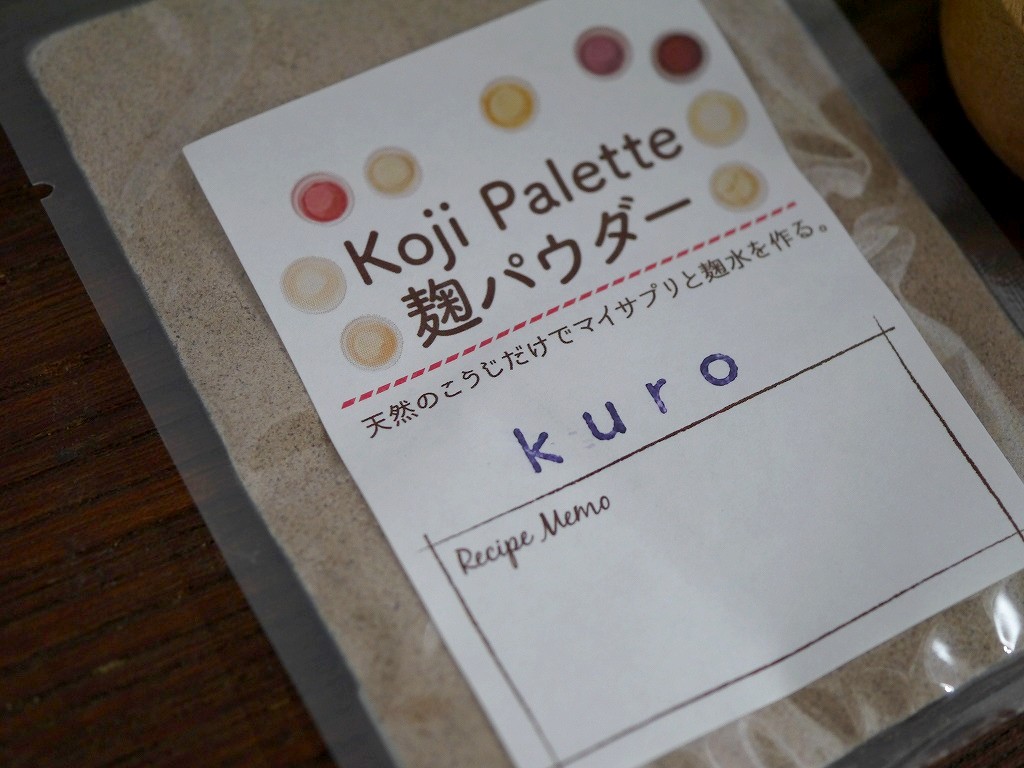 Koji Palette
麹パウダー
天然のこうじだけでマイサプリと麹水を作る。
kuro
Recipe Memo